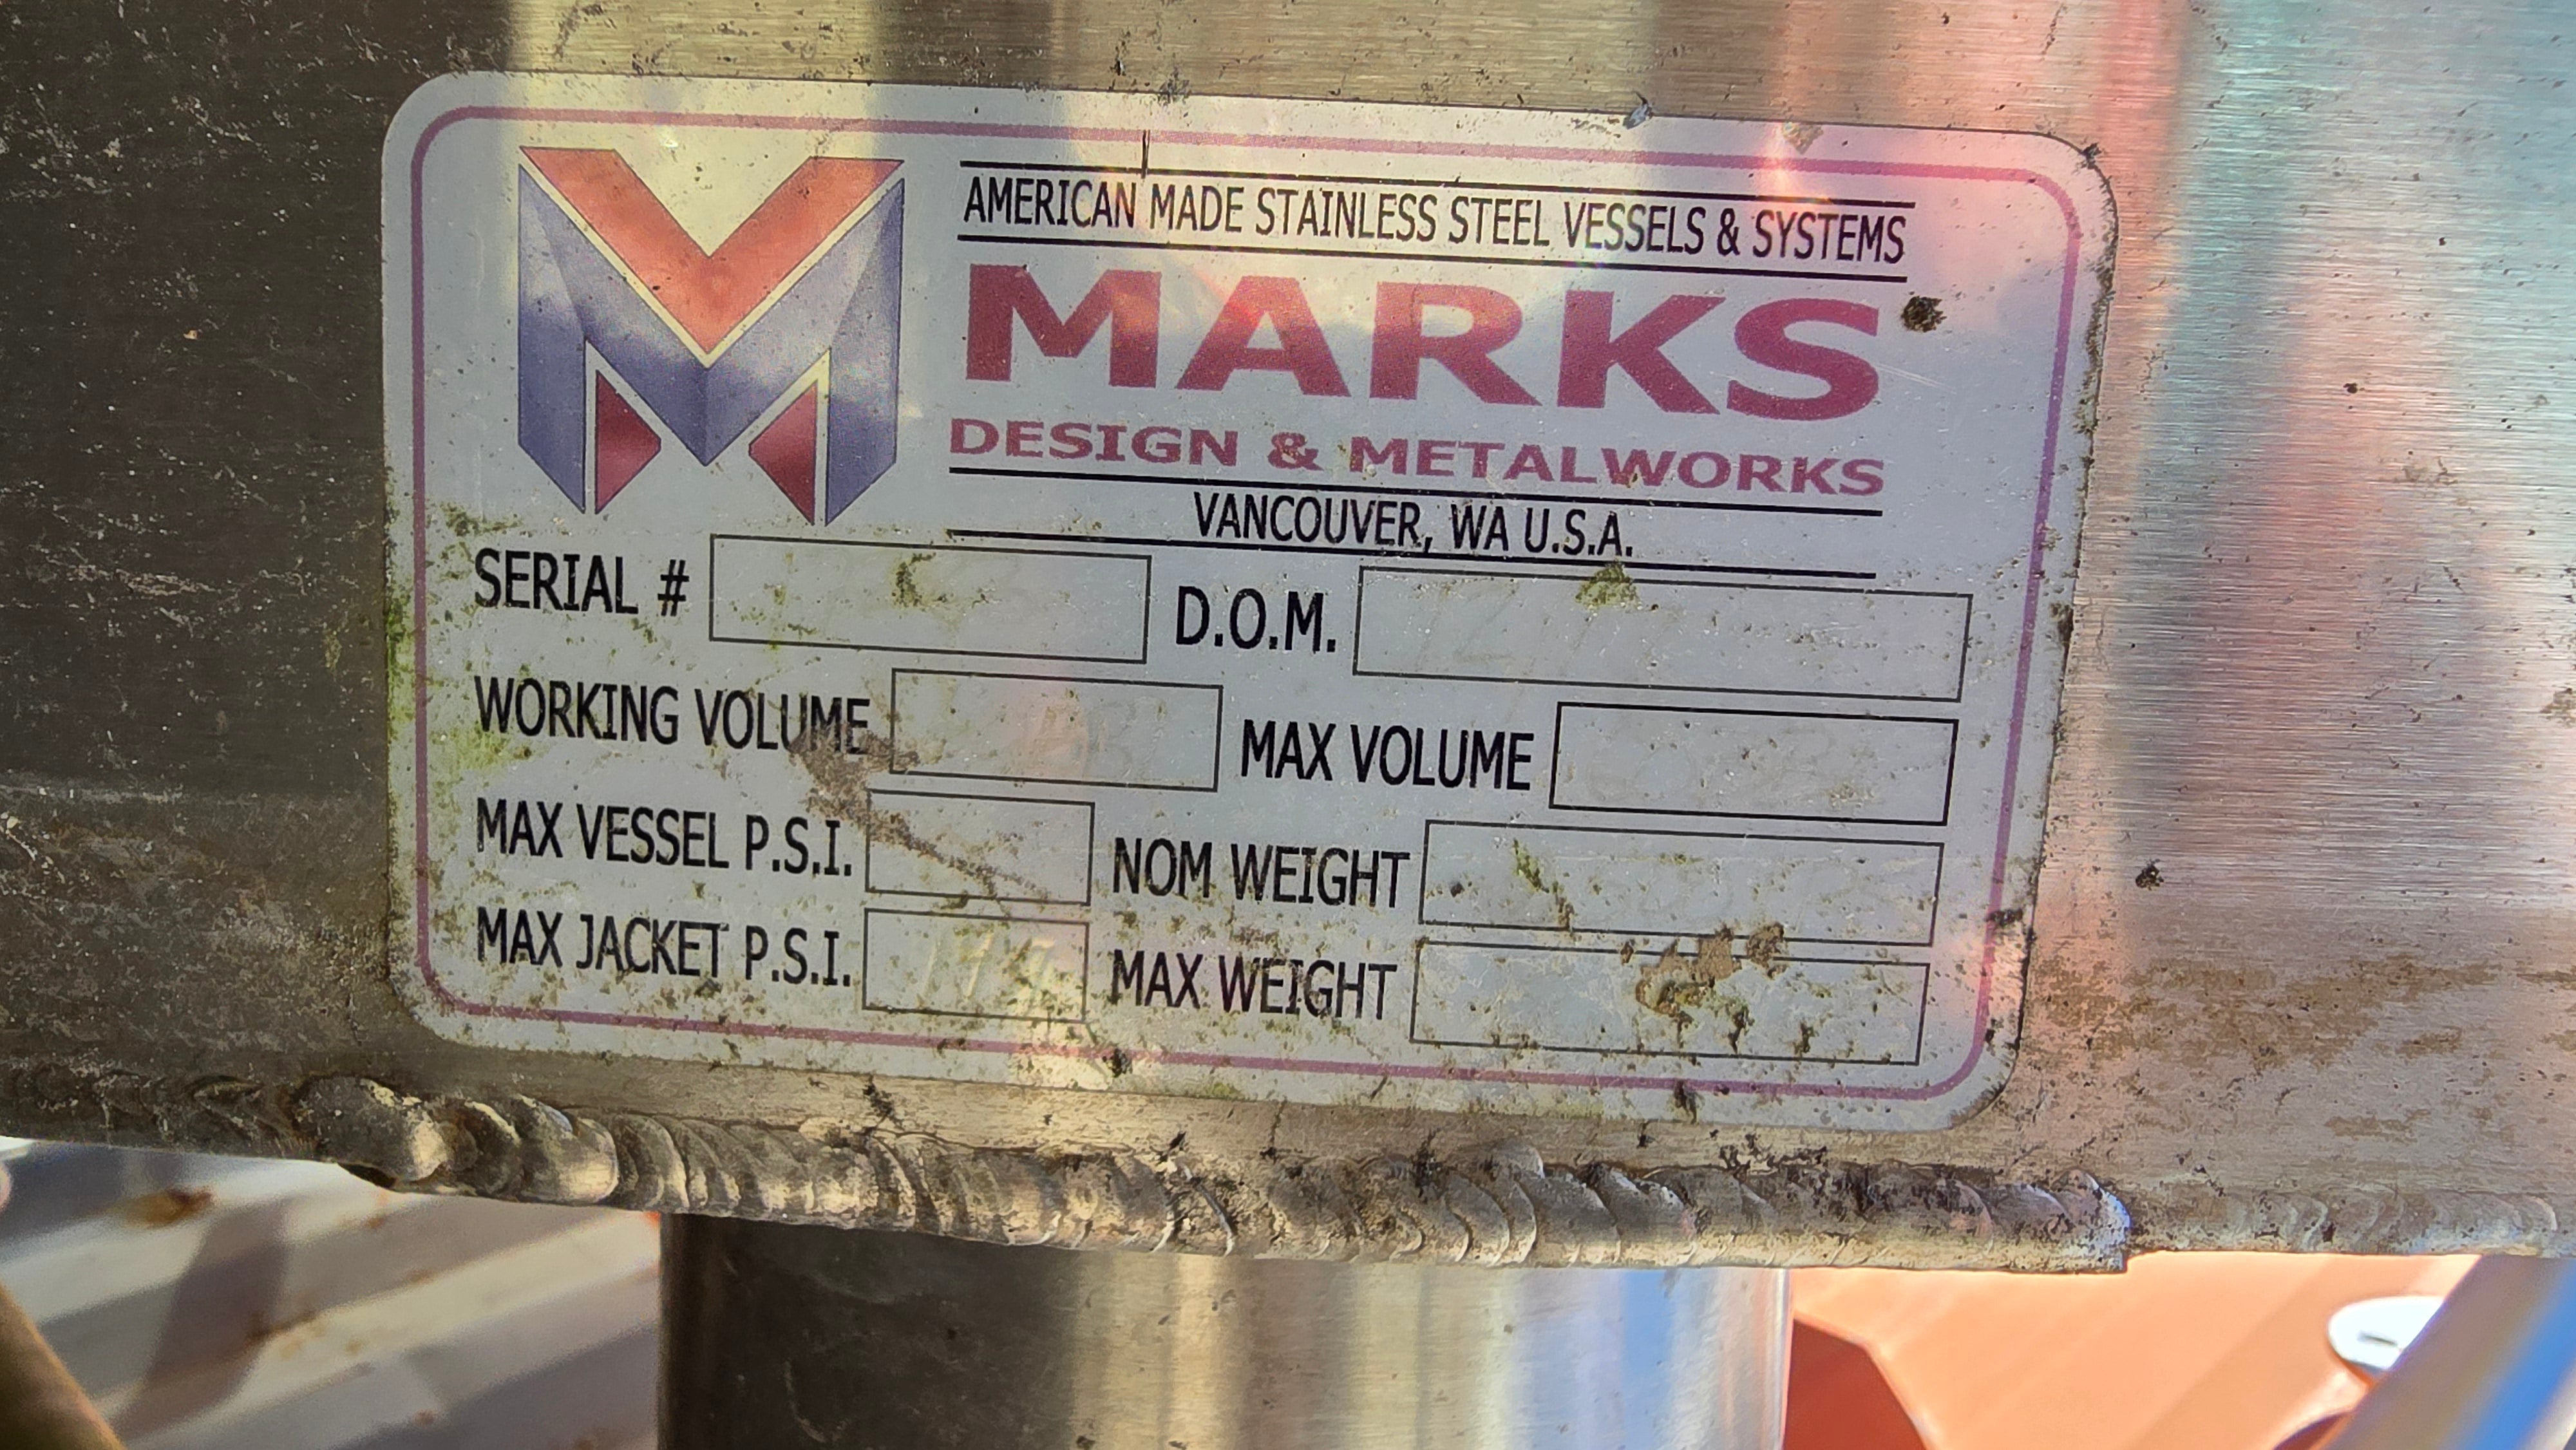 AMERICAN MADE STAINLESS STEEL VESSELS & SYSTEMS
MARKS
DESIGN & METALWORKS
VANCOUVER, WA U.S.A.
SERIAL # D.O.M.
WORKING VOLUME MAX VOLUME
MAX VESSEL P.S.I. NOM WEIGHT
MAX JACKET P.S.I. MAX WEIGHT